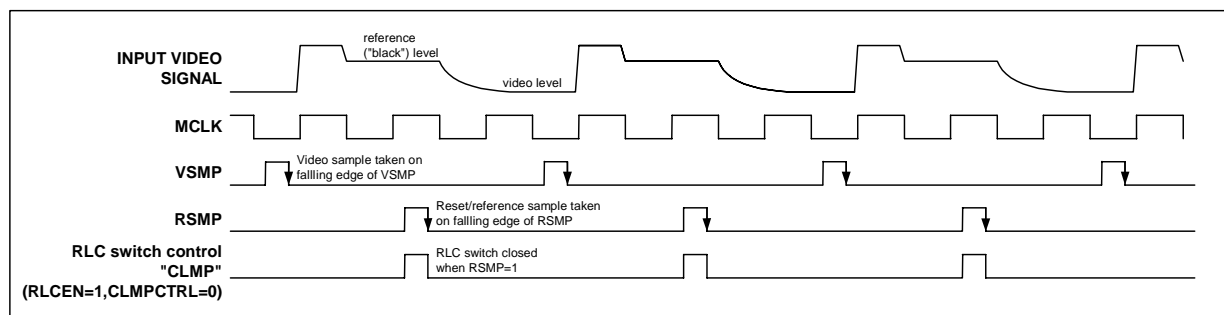 reference
("black") level
INPUT VIDEO
SIGNAL
video level
MCLK
Video sample taken on
fallling edge of VSMP
VSMP
Reset/reference sample taken
on fallling edge of RSMP
RSMP
RLC switch control
"CLMP"
(RLCEN=1,CLMPCTRL=0)
RLC switch closed
when RSMP=1